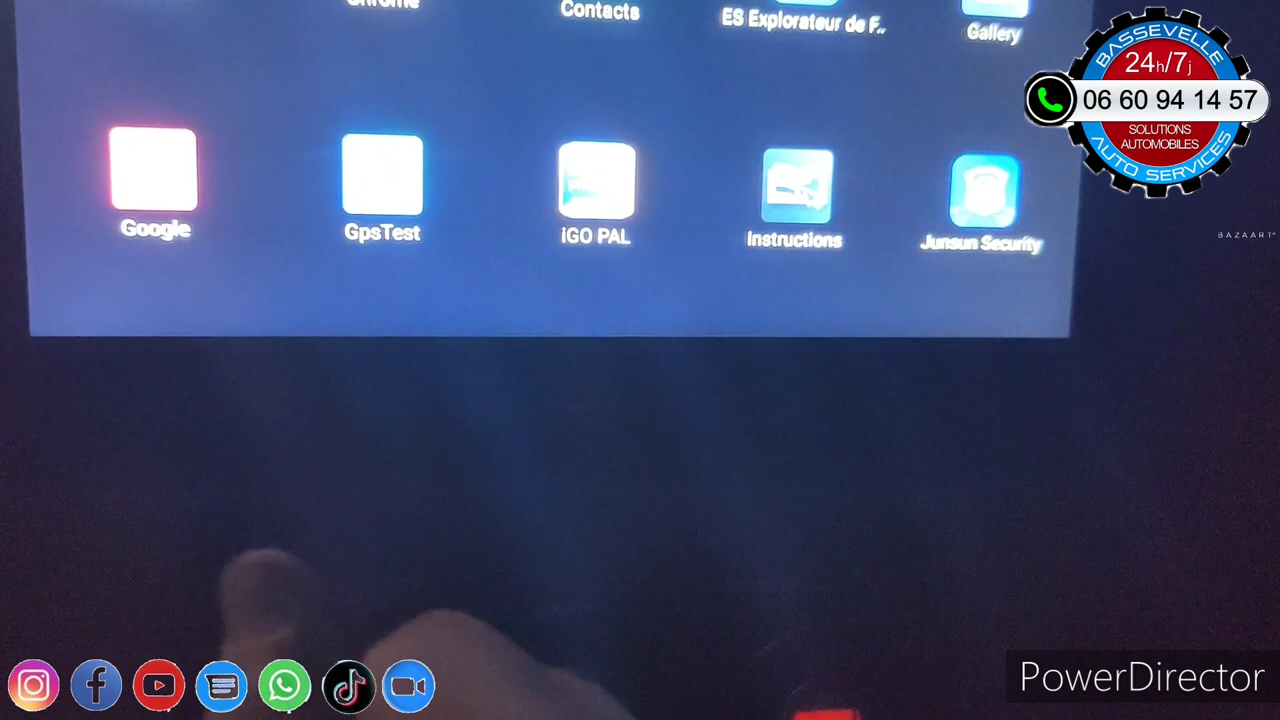 Chrome
Contacts
ES Explorateur de F..
Gallery
Google
GpsTest
iGO PAL
Instructions
Junsun Security
BASSEVELLE
24h/7j
06 60 94 14 57
SOLUTIONS
AUTOMOBILES
AUTO SERVICES
BAZAART
PowerDirector